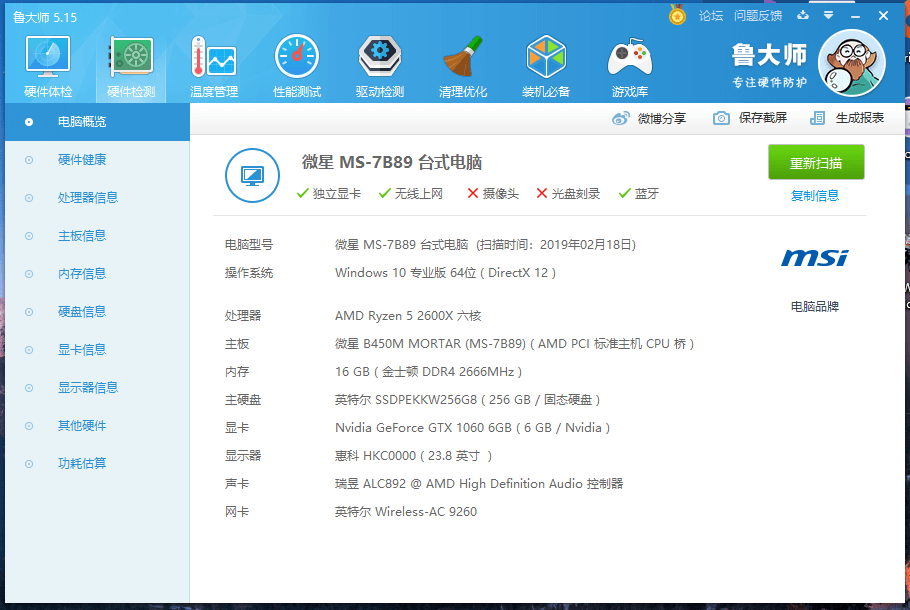 鲁大师 5.15
论坛 问题反馈
硬件体检 硬件检测 温度管理 性能测试 驱动检测 清理优化 装机必备 游戏库
鲁大师
专注硬件防护
微博分享 保存截屏 生成报表
电脑概览
硬件健康
处理器信息
主板信息
内存信息
硬盘信息
显卡信息
显示器信息
其他硬件
功耗估算
微星 MS-7B89 台式电脑
独立显卡 无线上网 摄像头 光盘刻录 蓝牙
重新扫描
复制信息
电脑型号 微星 MS-7B89 台式电脑 (扫描时间：2019年02月18日)
操作系统 Windows 10 专业版 64位 ( DirectX 12 )
msi
电脑品牌
处理器 AMD Ryzen 5 2600X 六核
主板 微星 B450M MORTAR (MS-7B89) ( AMD PCI 标准主机 CPU 桥 )
内存 16 GB ( 金士顿 DDR4 2666MHz )
主硬盘 英特尔 SSDPEKKW256G8 ( 256 GB / 固态硬盘 )
显卡 Nvidia GeForce GTX 1060 6GB ( 6 GB / Nvidia )
显示器 惠科 HKC0000 ( 23.8 英寸 )
声卡 瑞昱 ALC892 @ AMD High Definition Audio 控制器
网卡 英特尔 Wireless-AC 9260